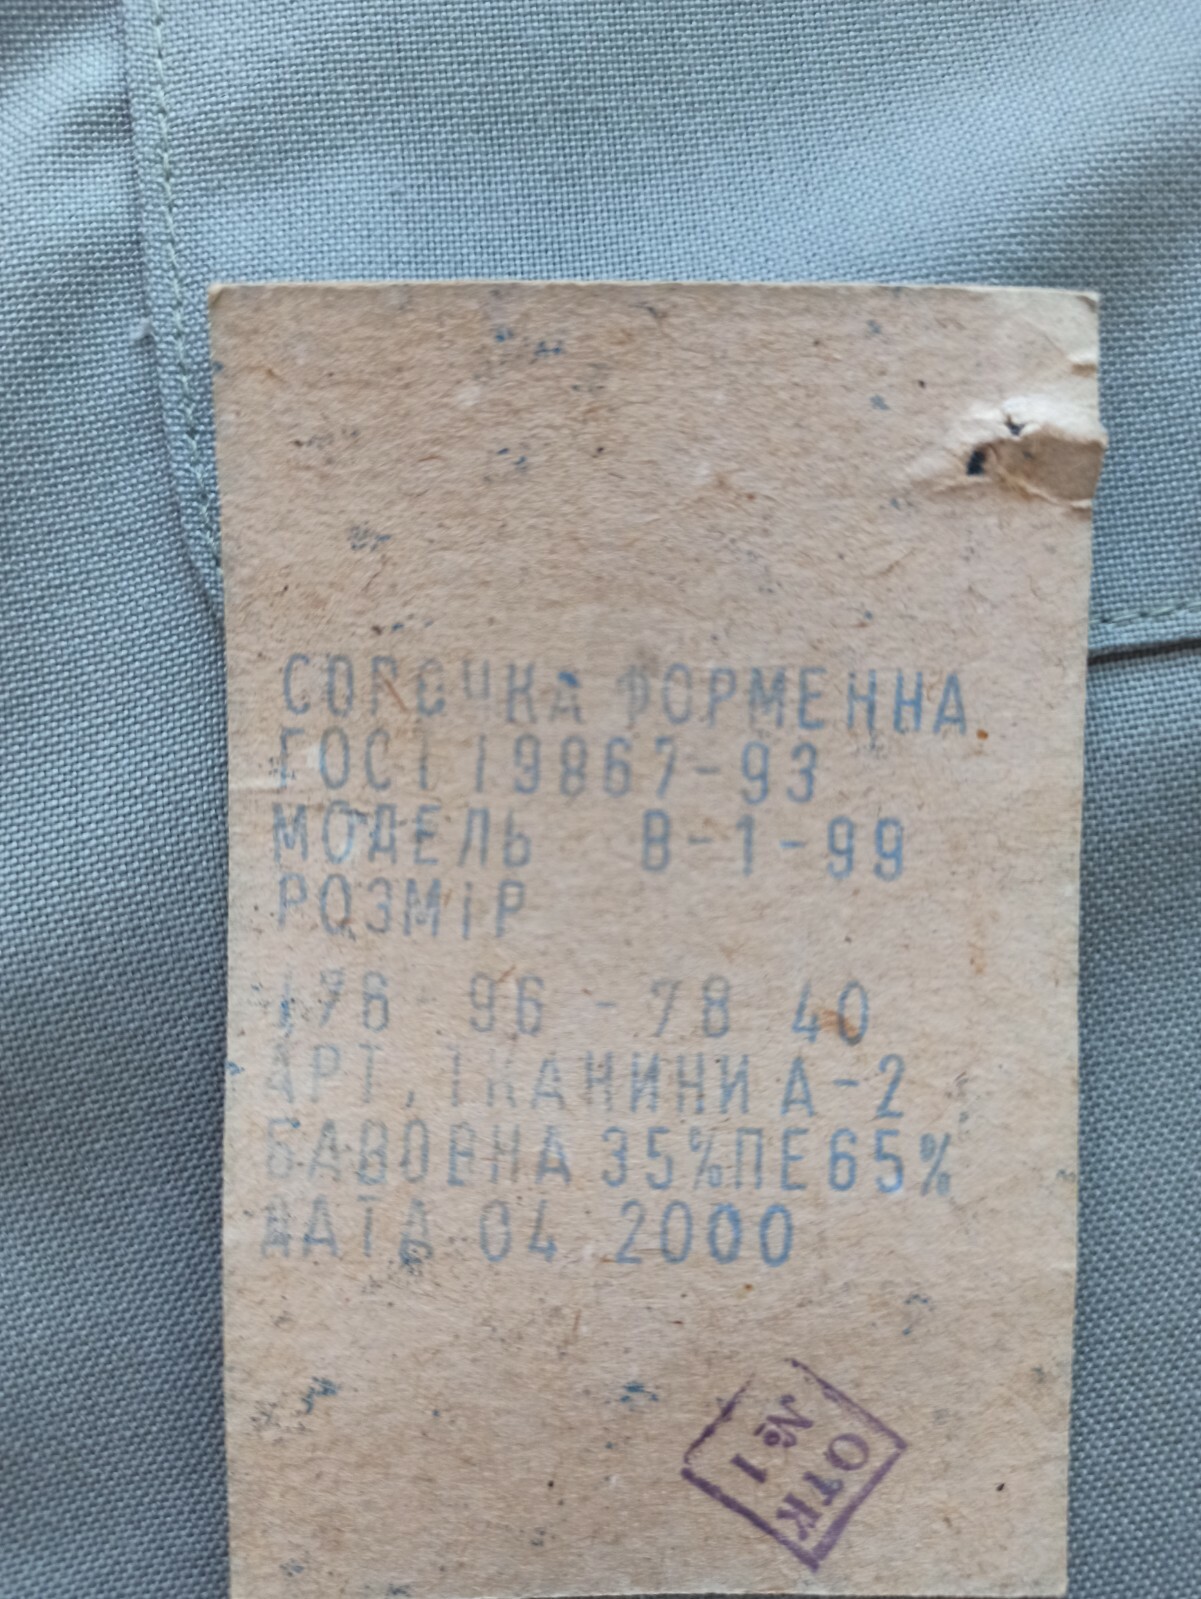 СОРОЧКА ФОРМЕННА
ГОСТ 19867-93
МОДЕЛЬ В-1-99
РОЗМІР
176 96 - 78 40
АРТ. ТКАНИНИ А-2
БАВОВНА 35%ПЕ65%
ДАТА 04 2000
ОТК
№1